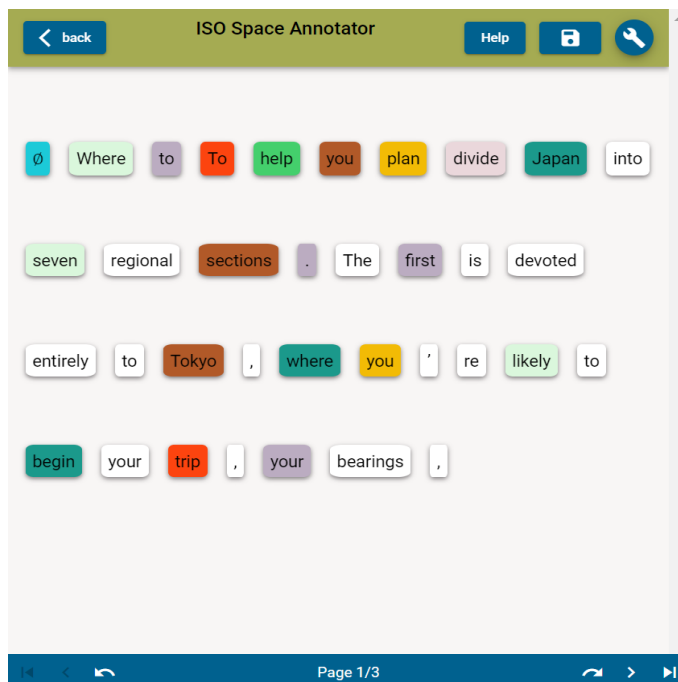 back ISO Space Annotator Help
Ø Where to To help you plan divide Japan into
seven regional sections . The first is devoted
entirely to Tokyo , where you ’ re likely to
begin your trip , your bearings ,
Page 1/3